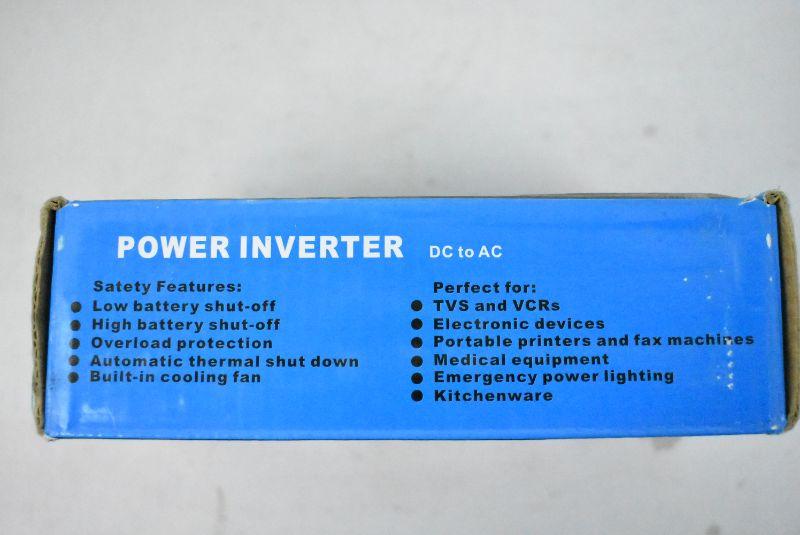 POWER INVERTER DC to AC
Satety Features:
● Low battery shut-off
● High battery shut-off
● Overload protection
● Automatic thermal shut down
● Built-in cooling fan
Perfect for:
● TVS and VCRs
● Electronic devices
● Portable printers and fax machines
● Medical equipment
● Emergency power lighting
● Kitchenware